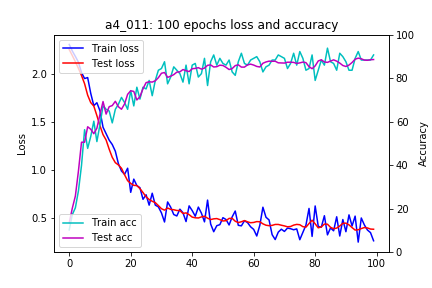 a4_011: 100 epochs loss and accuracy
Train loss
Test loss
Train acc
Test acc
Loss
2.0
1.5
1.0
0.5
Accuracy
100
80
60
40
20
0
0
20
40
60
80
100